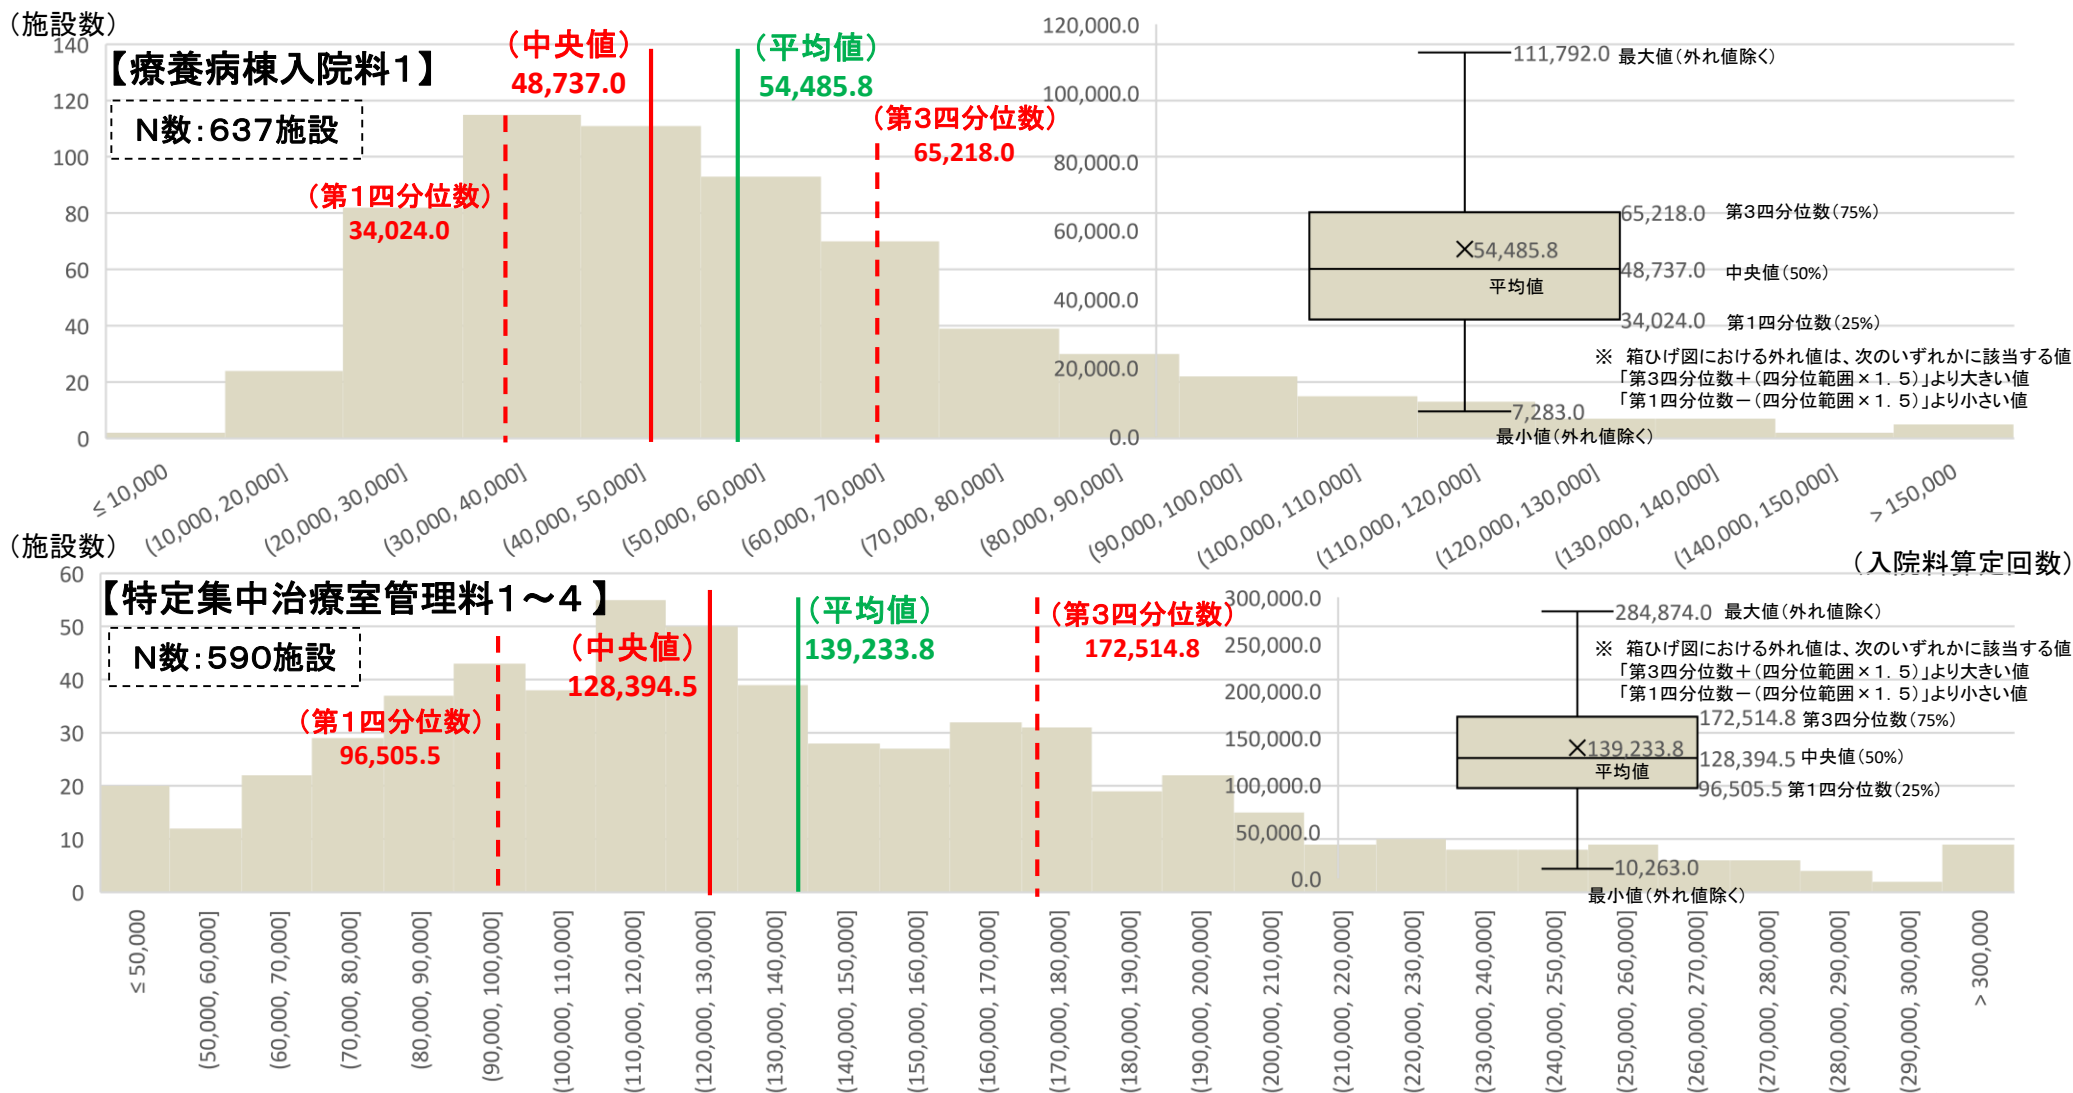 （施設数）
【療養病棟入院料１】
Ｎ数：６３７施設
（中央値）
48,737.0
（平均値）
54,485.8
（第１四分位数）
34,024.0
（第３四分位数）
65,218.0
140
120
100
80
60
40
20
0
≤ 10,000
(10,000, 20,000]
(20,000, 30,000]
(30,000, 40,000]
(40,000, 50,000]
(50,000, 60,000]
(60,000, 70,000]
(70,000, 80,000]
(80,000, 90,000]
(90,000, 100,000]
(100,000, 110,000]
(110,000, 120,000]
(120,000, 130,000]
(130,000, 140,000]
(140,000, 150,000]
> 150,000
120,000.0
100,000.0
80,000.0
60,000.0
40,000.0
20,000.0
0.0
111,792.0 最大値（外れ値除く）
65,218.0 第３四分位数（75%）
54,485.8
平均値
48,737.0 中央値（50%）
34,024.0 第１四分位数（25%）
※　箱ひげ図における外れ値は、次のいずれかに該当する値
「第３四分位数＋（四分位範囲×１．５）」より大きい値
「第１四分位数－（四分位範囲×１．５）」より小さい値
7,283.0
最小値（外れ値除く）
（入院料算定回数）
（施設数）
【特定集中治療室管理料１～４】
Ｎ数：５９０施設
（中央値）
128,394.5
（平均値）
139,233.8
（第１四分位数）
96,505.5
（第３四分位数）
172,514.8
60
50
40
30
20
10
0
≤ 50,000
(50,000, 60,000]
(60,000, 70,000]
(70,000, 80,000]
(80,000, 90,000]
(90,000, 100,000]
(100,000, 110,000]
(110,000, 120,000]
(120,000, 130,000]
(130,000, 140,000]
(140,000, 150,000]
(150,000, 160,000]
(160,000, 170,000]
(170,000, 180,000]
(180,000, 190,000]
(190,000, 200,000]
(200,000, 210,000]
(210,000, 220,000]
(220,000, 230,000]
(230,000, 240,000]
(240,000, 250,000]
(250,000, 260,000]
(260,000, 270,000]
(270,000, 280,000]
(280,000, 290,000]
(290,000, 300,000]
> 300,000
300,000.0
250,000.0
200,000.0
150,000.0
100,000.0
50,000.0
0.0
284,874.0 最大値（外れ値除く）
※　箱ひげ図における外れ値は、次のいずれかに該当する値
「第３四分位数＋（四分位範囲×１．５）」より大きい値
「第１四分位数－（四分位範囲×１．５）」より小さい値
172,514.8 第３四分位数（75%）
139,233.8
平均値
128,394.5 中央値（50%）
96,505.5 第１四分位数（25%）
10,263.0
最小値（外れ値除く）